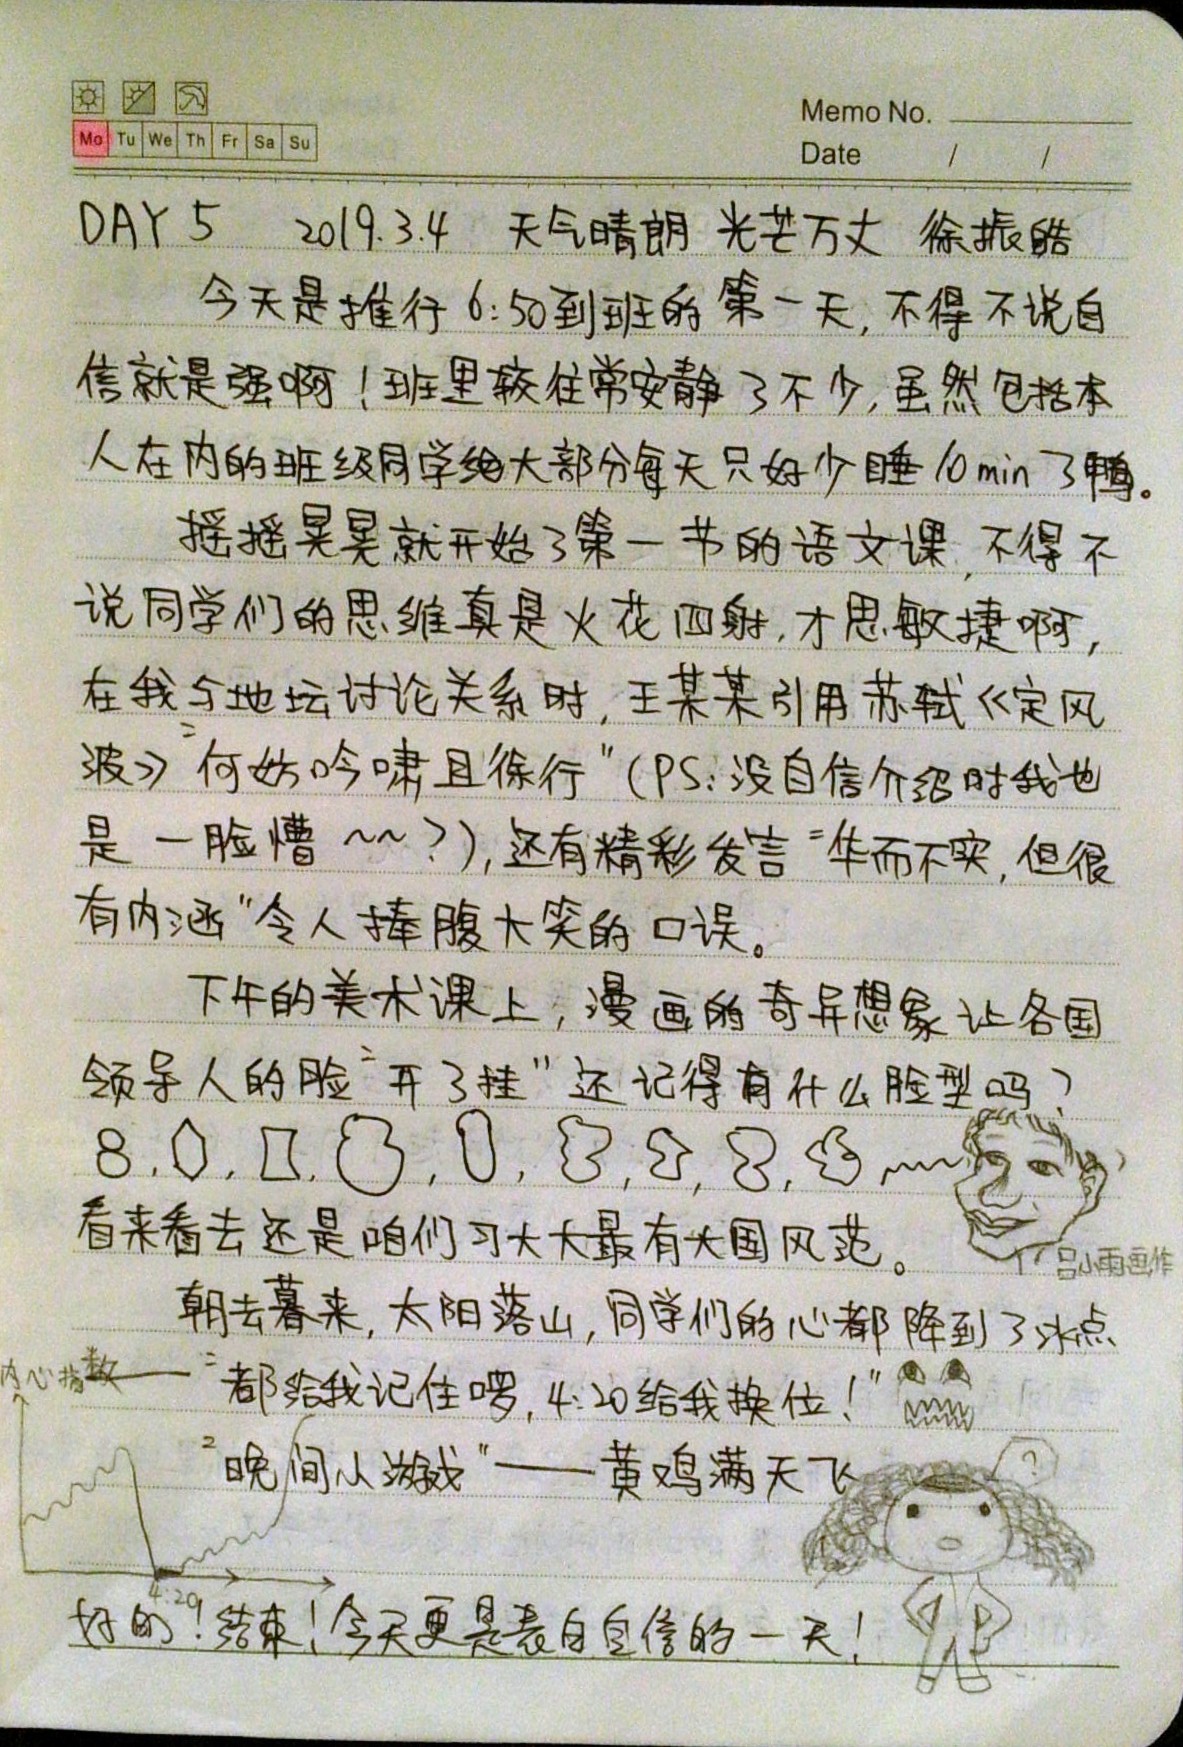 Memo No.
Mo Tu We Th Fr Sa Su
Date / /
DAY 5 2019.3.4 天气晴朗 光芒万丈 徐振皓
今天是推行6:50到班的第一天,不得不说自
信就是强啊!班里较往常安静了不少,虽然包括本
人在内的班级同学绝大部分每天只好少睡10min了鸭。
摇摇晃晃就开始了第一节的语文课,不得不
说同学们的思维真是火花四射,才思敏捷啊,
在我与地坛讨论关系时,王某某引用苏轼《定风
波》"何妨吟啸且徐行"(PS:没自信介绍时我也
是一脸懵~~?),还有精彩发言"华而不实,但很
有内涵"令人捧腹大笑的口误。
下午的美术课上,漫画的奇异想象让各国
领导人的脸"开了挂"还记得有什么脸型吗?
8
看来看去还是咱们习大大最有大国风范。
吕小雨画作
朝去暮来,太阳落山,同学们的心都降到了冰点
内心指数——"都给我记住啰,4:20给我换位!"
"晚间从游戏"——黄鸡满天飞
?
4:20
好的!结束!今天更是表白自信的一天!